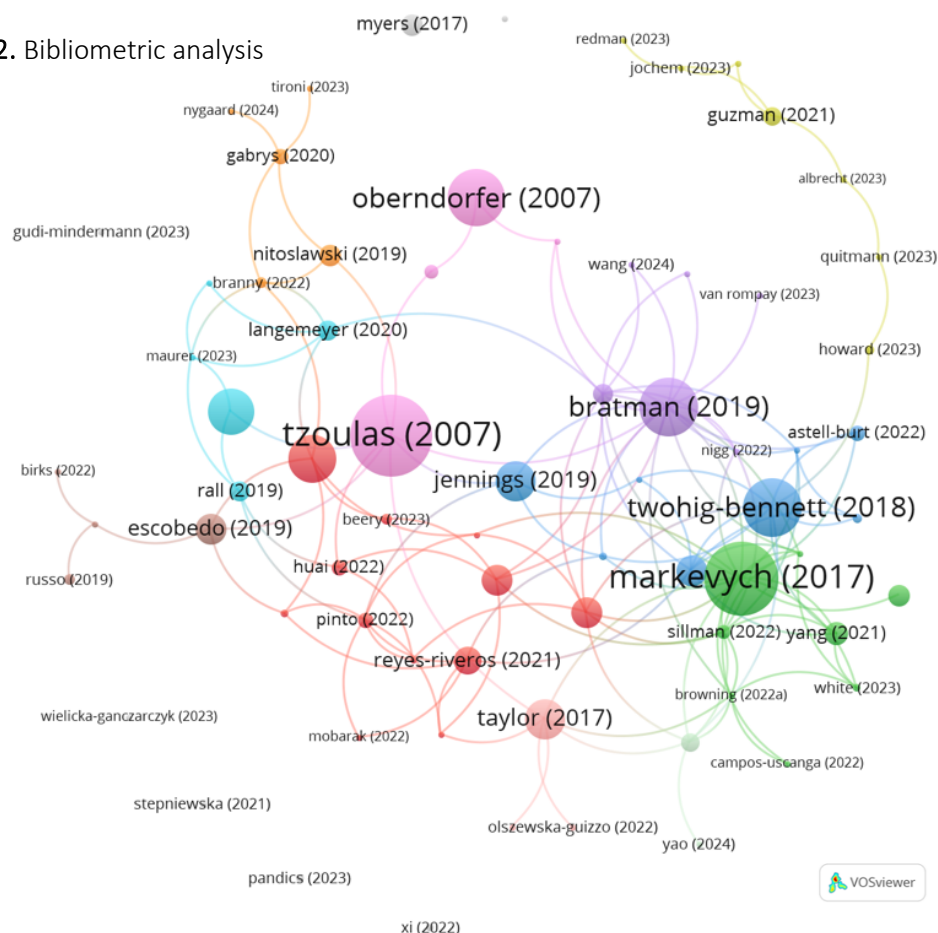 myers (2017)
redman (2023)
2. Bibliometric analysis
jochem (2023)
tironi (2023)
nygaard (2024)
guzman (2021)
gabrys (2020)
albrecht (2023)
oberndorfer (2007)
gudi-mindermann (2023)
nitoslawski (2019)
quitmann (2023)
wang (2024)
branny (2022)
van rompay (2023)
langemeyer (2020)
howard (2023)
maurer (2023)
bratman (2019)
tzoulas (2007)
astell-burt (2022)
nigg (2022)
birks (2022)
jennings (2019)
rall (2019)
twohig-bennett (2018)
beery (2023)
escobedo (2019)
huai (2022)
markevych (2017)
russo (2019)
pinto (2022)
sillman (2022)
yang (2021)
reyes-riveros (2021)
white (2023)
browning (2022a)
wielicka-ganczarczyk (2023)
taylor (2017)
mobarak (2022)
campos-uscanga (2022)
stepniewska (2021)
olszewska-guizzo (2022)
yao (2024)
pandics (2023)
VOSviewer
xi (2022)